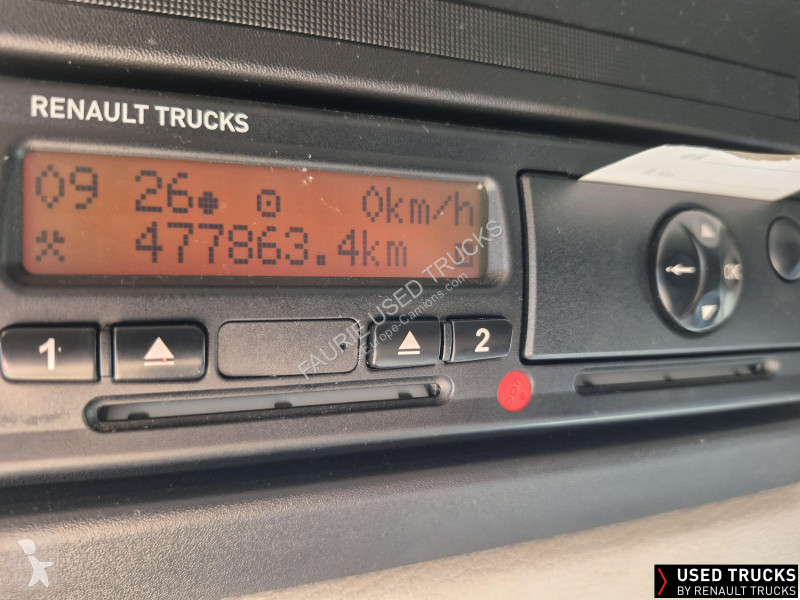 RENAULT TRUCKS
09 26 0km/h
477863.4km
1
2
OK
FAURIE USED TRUCKS
Europe-Camions.com
USED TRUCKS
BY RENAULT TRUCKS